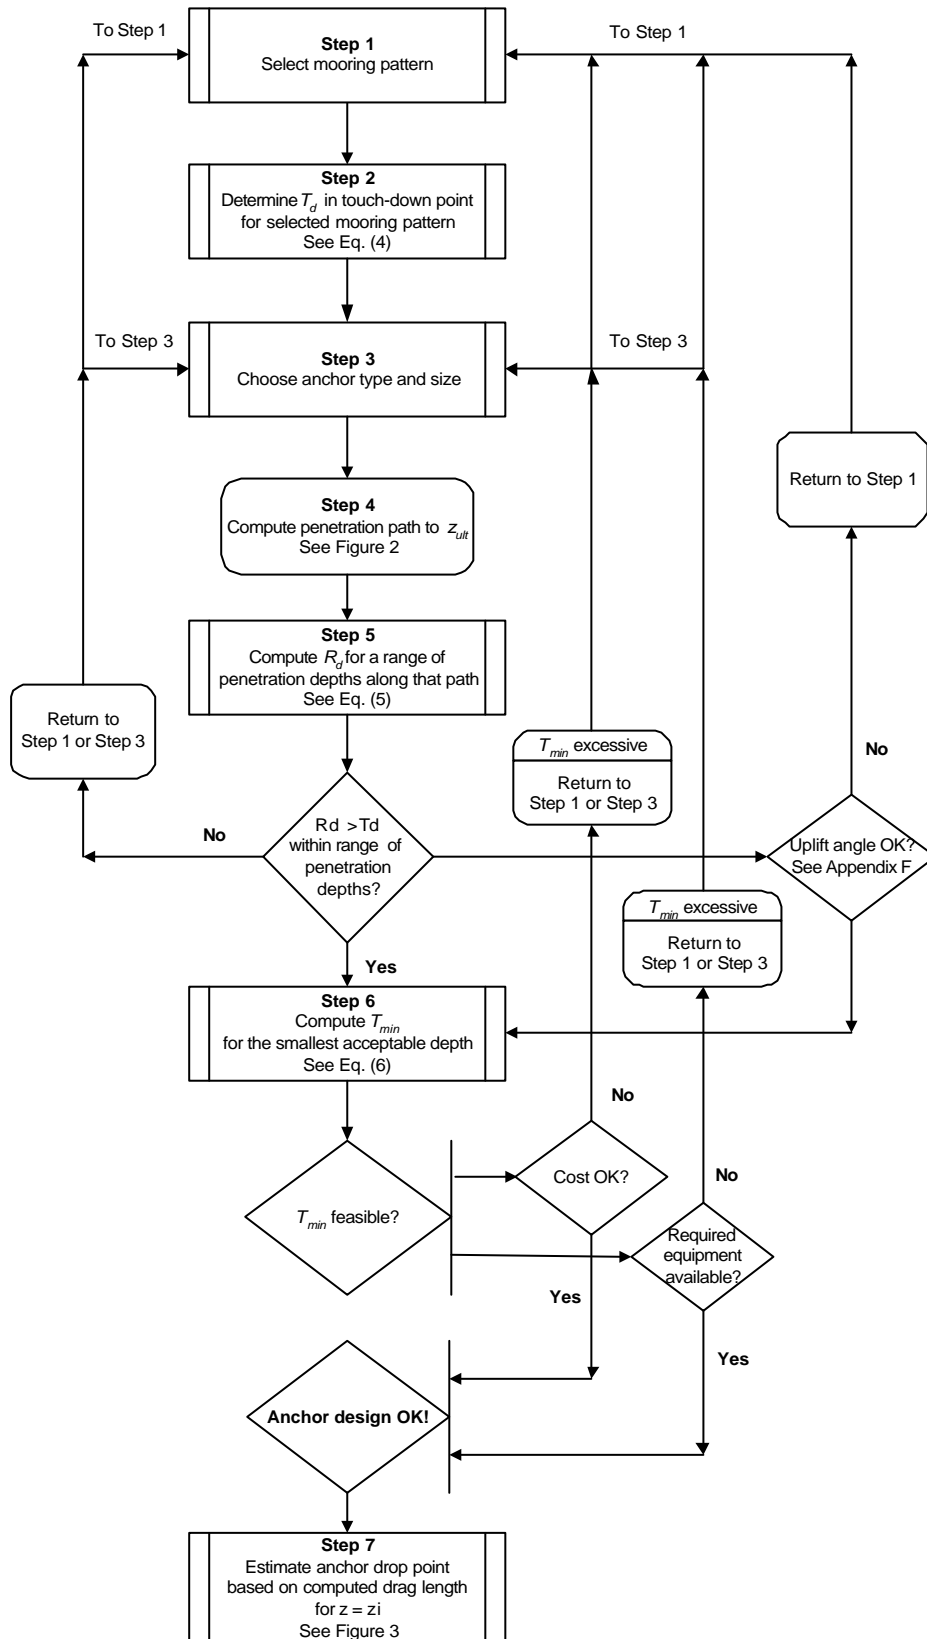 To Step 1
Step 1
Select mooring pattern
To Step 1
Step 2
Determine Td in touch-down point
for selected mooring pattern
See Eq. (4)
To Step 3
Step 3
Choose anchor type and size
To Step 3
Return to Step 1
Step 4
Compute penetration path to zult
See Figure 2
Step 5
Compute Rd for a range of
penetration depths along that path
See Eq. (5)
Return to
Step 1 or Step 3
Tmin excessive
Return to
Step 1 or Step 3
No
No
Rd >Td
within range of
penetration
depths?
Uplift angle OK?
See Appendix F
Tmin excessive
Return to
Step 1 or Step 3
Yes
Step 6
Compute Tmin
for the smallest acceptable depth
See Eq. (6)
No
Cost OK?
No
Tmin feasible?
Required
equipment
available?
Yes
Yes
Anchor design OK!
Step 7
Estimate anchor drop point
based on computed drag length
for z = zi
See Figure 3